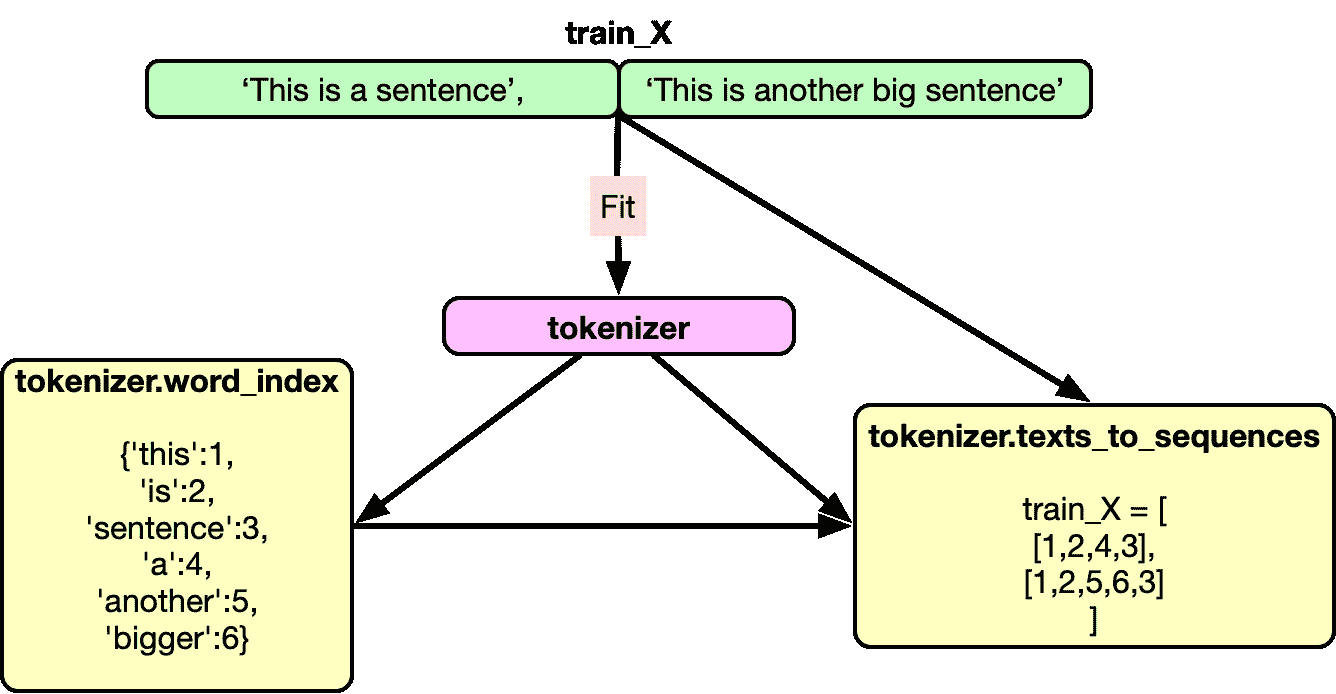 train_X
‘This is a sentence’,
‘This is another big sentence’
Fit
tokenizer
tokenizer.word_index
{'this':1,
'is':2,
'sentence':3,
'a':4,
'another':5,
'bigger':6}
tokenizer.texts_to_sequences
train_X = [
[1,2,4,3],
[1,2,5,6,3]
]